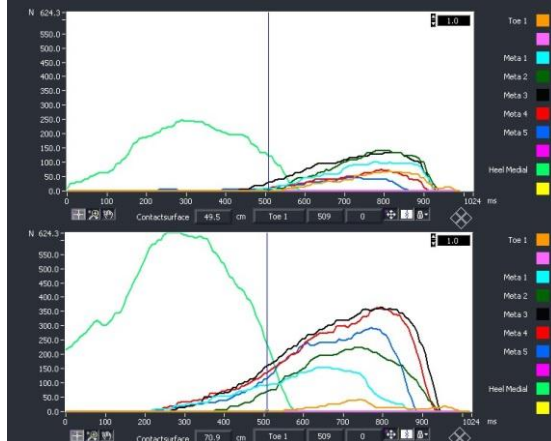 N 624.3
1.0
Toe 1
550.0
500.0
Meta 1
450.0
Meta 2
400.0
350.0
Meta 3
300.0
Meta 4
250.0
200.0
Meta 5
150.0
100.0
Heel Medial
50.0
0.0
0 100 200 300 400 500 600 700 800 900 1024 ms
Contactsurface 49.5 cm Toe 1 509 0
N 624.3
1.0
Toe 1
550.0
500.0
Meta 1
450.0
Meta 2
400.0
350.0
Meta 3
300.0
Meta 4
250.0
200.0
Meta 5
150.0
100.0
Heel Medial
50.0
0.0
0 100 200 300 400 500 600 700 800 900 1024 ms
Contactsurface 70.9 cm Toe 1 509 0